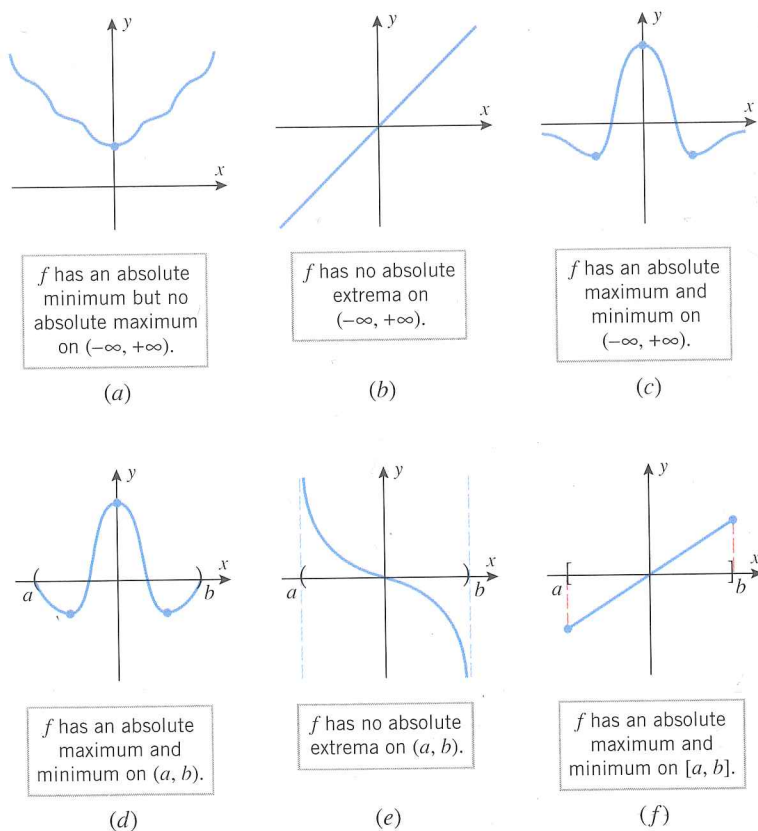 y
x
f has an absolute
minimum but no
absolute maximum
on (−∞, +∞).
(a)
y
x
f has no absolute
extrema on
(−∞, +∞).
(b)
y
x
f has an absolute
maximum and
minimum on
(−∞, +∞).
(c)
y
x
a ( ) b
f has an absolute
maximum and
minimum on (a, b).
(d)
y
x
a ( ) b
f has no absolute
extrema on (a, b).
(e)
y
x
a [ ] b
f has an absolute
maximum and
minimum on [a, b].
(f)